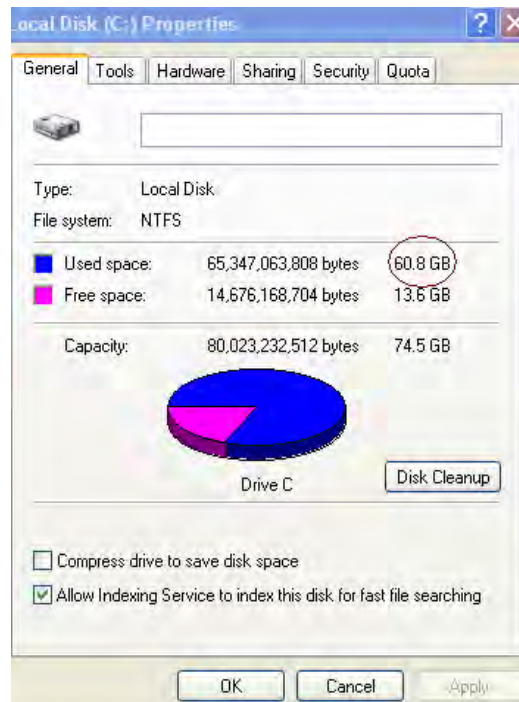 Local Disk (C:) Properties
General Tools Hardware Sharing Security Quota
Type: Local Disk
File system: NTFS
Used space: 65,347,063,808 bytes 60.8 GB
Free space: 14,676,168,704 bytes 13.6 GB
Capacity: 80,023,232,512 bytes 74.5 GB
Drive C
Disk Cleanup
Compress drive to save disk space
Allow Indexing Service to index this disk for fast file searching
OK Cancel Apply